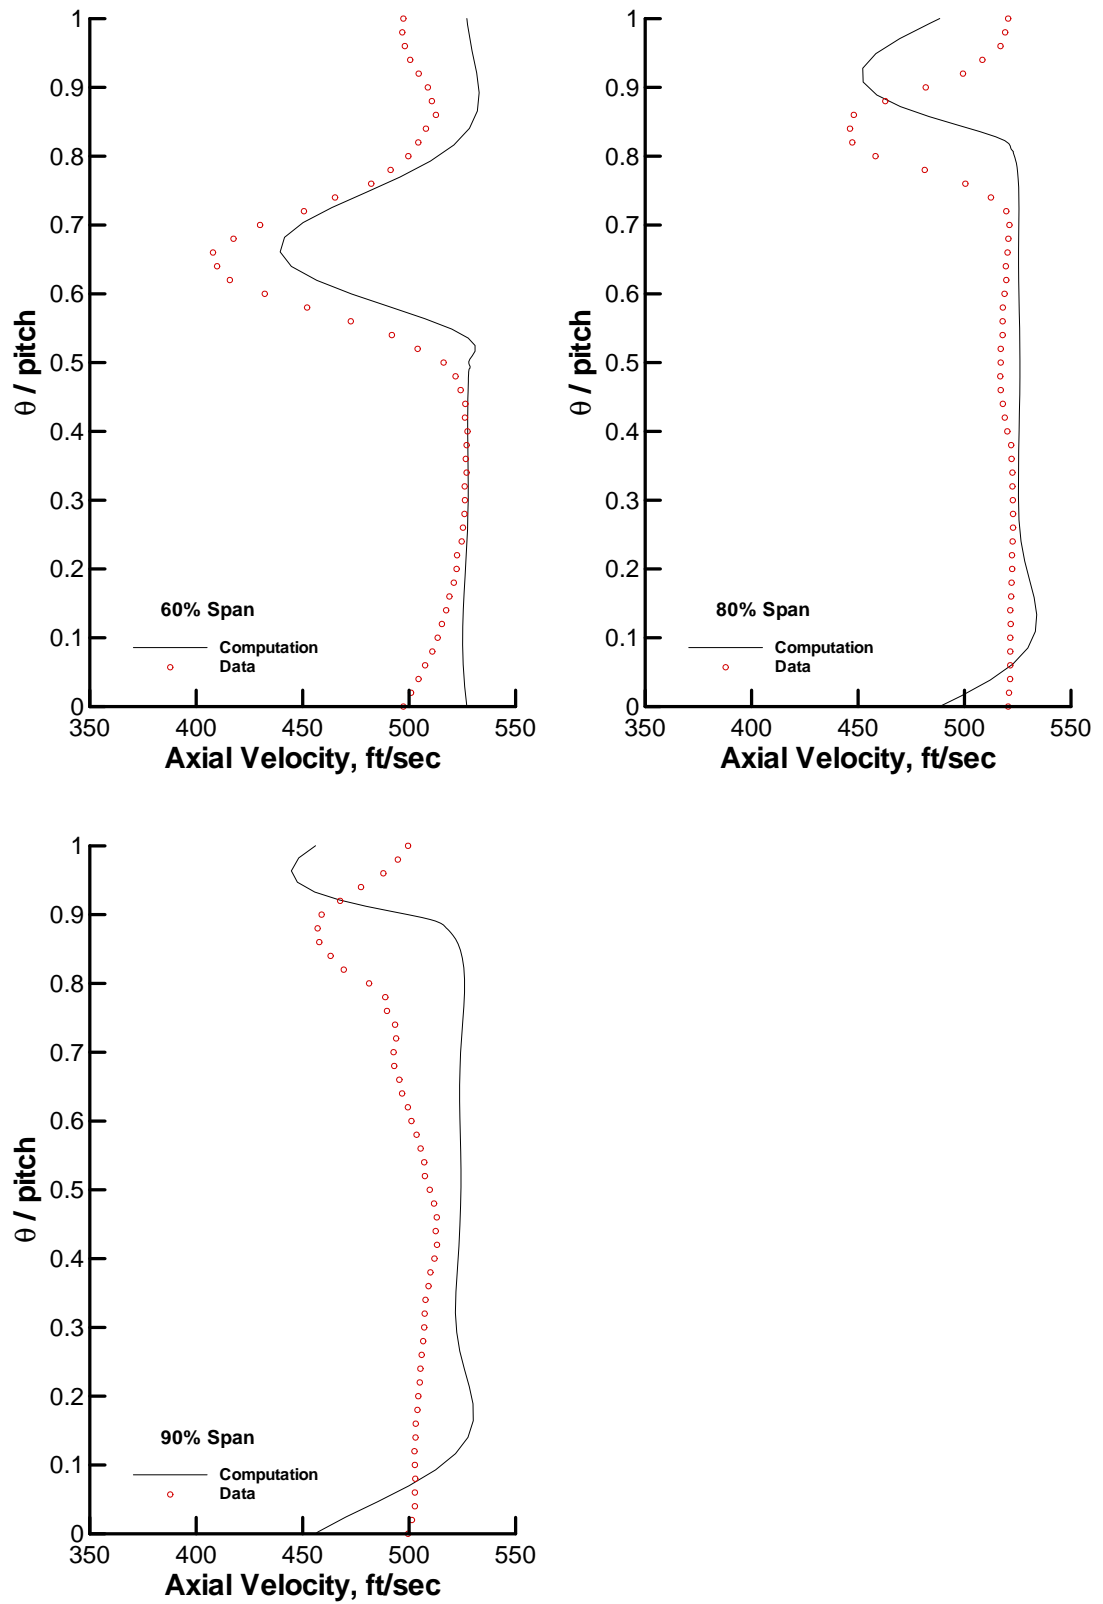 1
0.9
0.8
0.7
0.6
0.5
0.4
0.3
0.2
0.1
0
θ / pitch
60% Span
Computation
Data
350 400 450 500 550
Axial Velocity, ft/sec
1
0.9
0.8
0.7
0.6
0.5
0.4
0.3
0.2
0.1
0
θ / pitch
80% Span
Computation
Data
350 400 450 500 550
Axial Velocity, ft/sec
1
0.9
0.8
0.7
0.6
0.5
0.4
0.3
0.2
0.1
0
θ / pitch
90% Span
Computation
Data
350 400 450 500 550
Axial Velocity, ft/sec